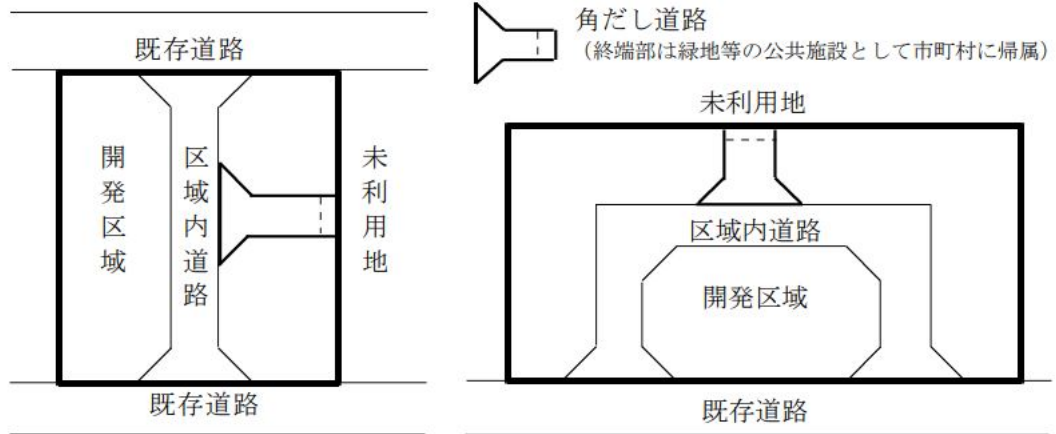 既存道路
開発区域
区域内道路
未利用地
既存道路
角だし道路
（終端部は緑地等の公共施設として市町村に帰属）
未利用地
区域内道路
開発区域
既存道路